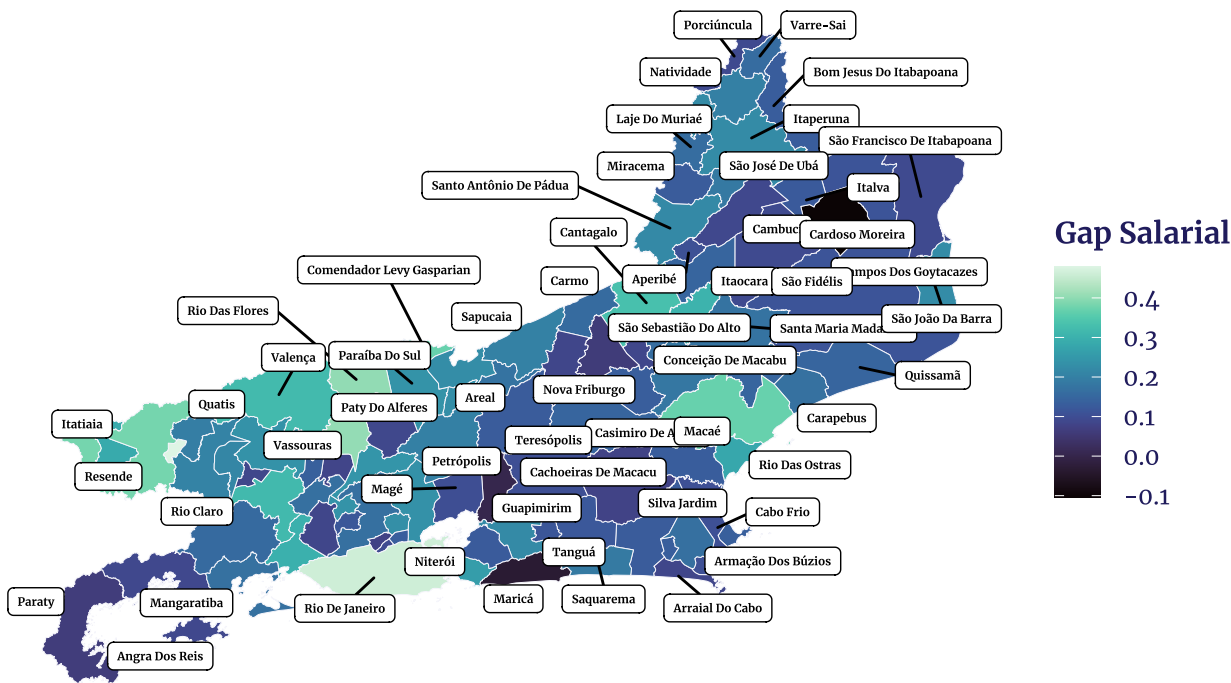 Porciúncula
Varre-Sai
Natividade
Bom Jesus Do Itabapoana
Laje Do Muriaé
Itaperuna
São Francisco De Itabapoana
Miracema
São José De Ubá
Santo Antônio De Pádua
Italva
Cantagalo
Cambuc
Cardoso Moreira
Comendador Levy Gasparian
Carmo
Aperibé
Itaocara
São Fidélis
ampos Dos Goytacazes
Rio Das Flores
Sapucaia
São Sebastião Do Alto
Santa Maria Mada
São João Da Barra
Valença
Paraíba Do Sul
Conceição De Macabu
Quissamã
Nova Friburgo
Areal
Quatis
Paty Do Alferes
Carapebus
Itatiaia
Vassouras
Teresópolis
Casimiro De A
Macaé
Resende
Petrópolis
Cachoeiras De Macacu
Rio Das Ostras
Magé
Rio Claro
Guapimirim
Silva Jardim
Cabo Frio
Niterói
Tanguá
Armação Dos Búzios
Paraty
Mangaratiba
Rio De Janeiro
Maricá
Saquarema
Arraial Do Cabo
Angra Dos Reis
Gap Salarial
0.4
0.3
0.2
0.1
0.0
−0.1